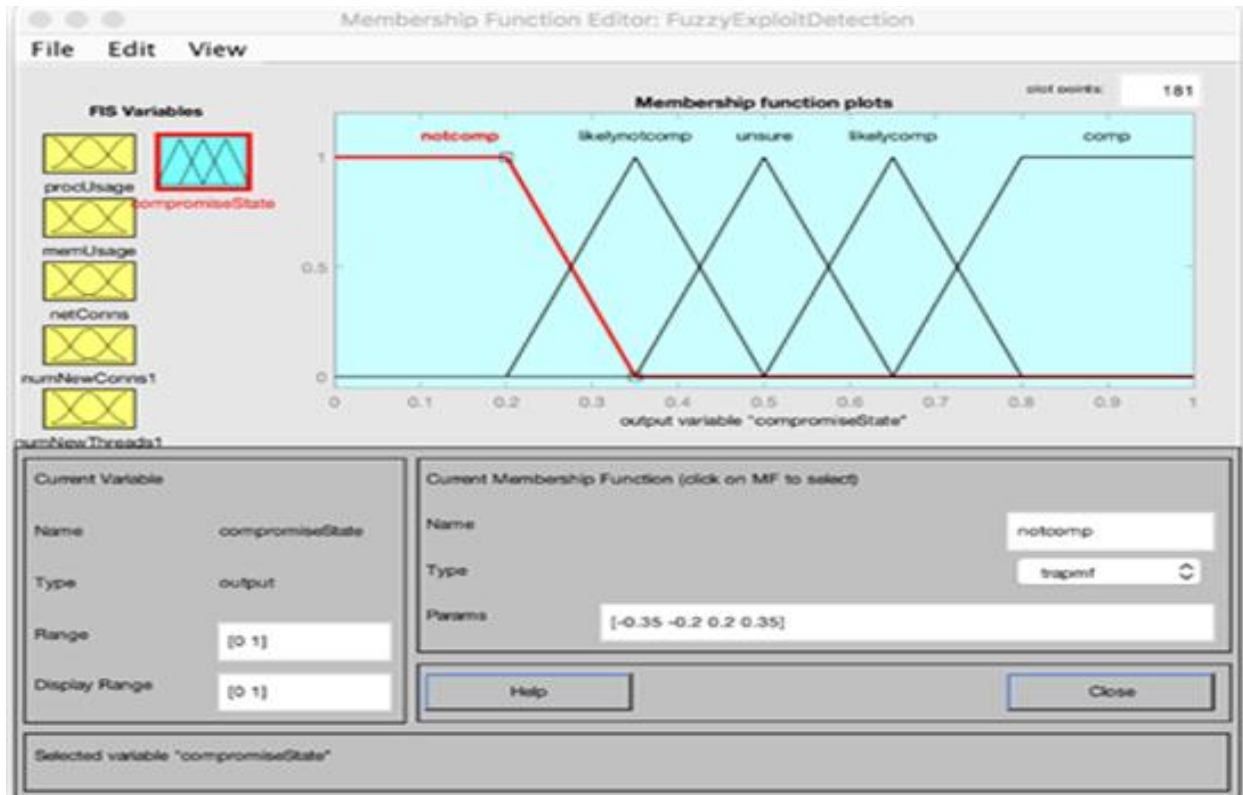 Membership Function Editor: FuzzyExploitDetection
File Edit View
FIS Variables
procUsage
compromiseState
memUsage
netConns
numNewConns1
numNewThreads1
plot points: 181
Membership function plots
notcomp likelynotcomp unsure likelycomp comp
1
0.5
0
0 0.1 0.2 0.3 0.4 0.5 0.6 0.7 0.8 0.9 1
output variable "compromiseState"
Current Variable
Name compromiseState
Type output
Range [0 1]
Display Range [0 1]
Current Membership Function (click on MF to select)
Name notcomp
Type trapmf
Params [-0.35 -0.2 0.2 0.35]
Help Close
Selected variable "compromiseState"